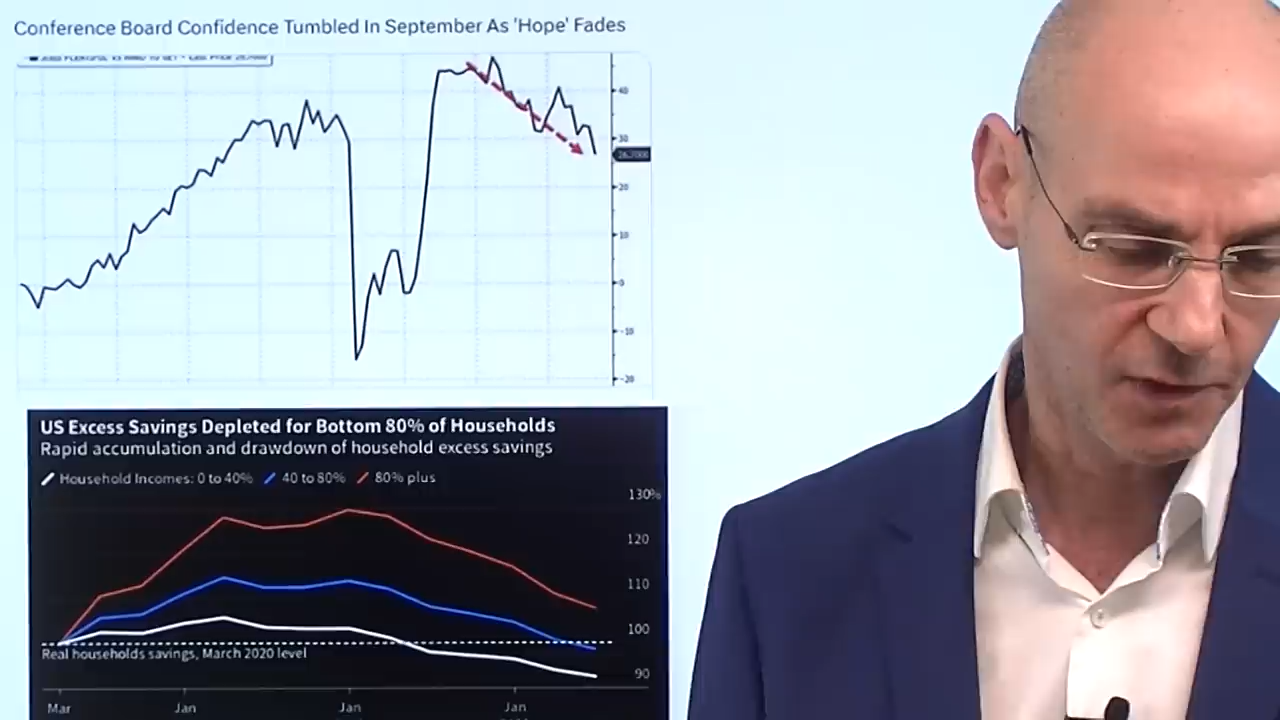 Conference Board Confidence Tumbled In September As 'Hope' Fades
40
30
20
10
0
-10
-20
US Excess Savings Depleted for Bottom 80% of Households
Rapid accumulation and drawdown of household excess savings
Household Incomes: 0 to 40% 40 to 80% 80% plus
130%
120
110
100
Real households savings, March 2020 level
90
Mar Jan Jan Jan